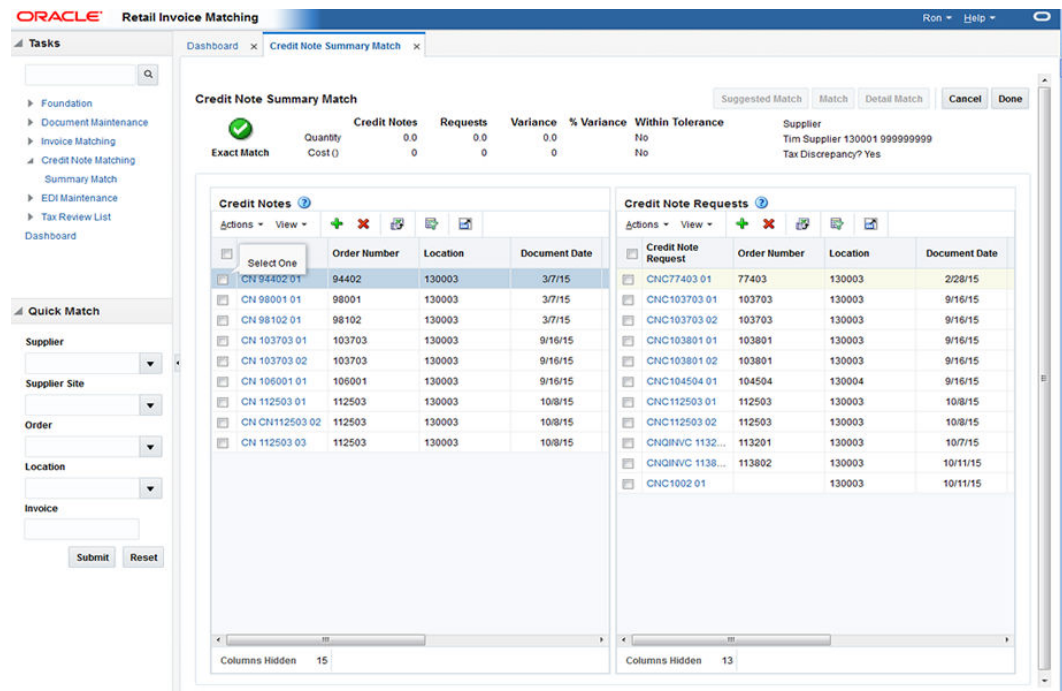 ORACLE® Retail Invoice Matching
Ron Help
Tasks
Dashboard x Credit Note Summary Match x
Foundation
Document Maintenance
Invoice Matching
Credit Note Matching
Summary Match
EDI Maintenance
Tax Review List
Dashboard
Quick Match
Supplier
Supplier Site
Order
Location
Invoice
Submit Reset
Credit Note Summary Match
Suggested Match Match Detail Match Cancel Done
Credit Notes Requests Variance % Variance Within Tolerance Supplier
Quantity 0.0 0.0 0.0 No Tim Supplier 130001 999999999
Exact Match Cost () 0 0 0 No Tax Discrepancy? Yes
Credit Notes
Actions View
Order Number Location Document Date
Select One
CN 94402 01 94402 130003 3/7/15
CN 98001 01 98001 130003 3/7/15
CN 98102 01 98102 130003 3/7/15
CN 103703 01 103703 130003 9/16/15
CN 103703 02 103703 130003 9/16/15
CN 106001 01 106001 130003 9/16/15
CN 112503 01 112503 130003 10/8/15
CN CN112503 02 112503 130003 10/8/15
CN 112503 03 112503 130003 10/8/15
Columns Hidden 15
Credit Note Requests
Actions View
Credit Note Request Order Number Location Document Date
CNC77403 01 77403 130003 2/28/15
CNC103703 01 103703 130003 9/16/15
CNC103703 02 103703 130003 9/16/15
CNC103801 01 103801 130003 9/16/15
CNC103801 02 103801 130003 9/16/15
CNC104504 01 104504 130004 9/16/15
CNC112503 01 112503 130003 10/8/15
CNC112503 02 112503 130003 10/8/15
CNQINVC 1132... 113201 130003 10/7/15
CNQINVC 1138... 113802 130003 10/11/15
CNC1002 01 130003 10/11/15
Columns Hidden 13